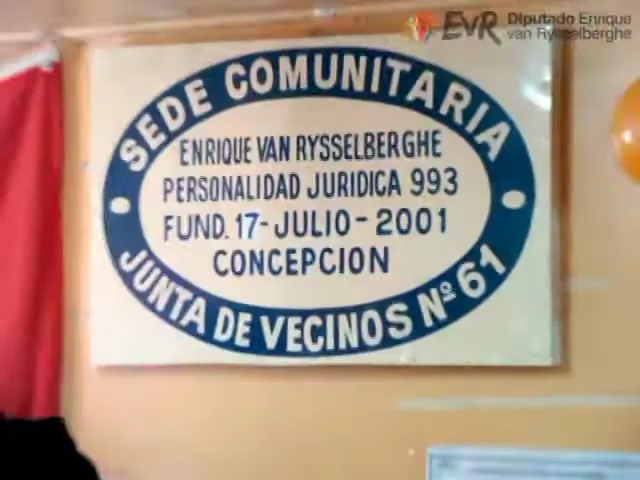 EVR Diputado Enrique
van Rysselberghe
SEDE COMUNITARIA
ENRIQUE VAN RYSSELBERGHE
PERSONALIDAD JURIDICA 993
FUND. 17-JULIO-2001
CONCEPCION
JUNTA DE VECINOS Nº 61